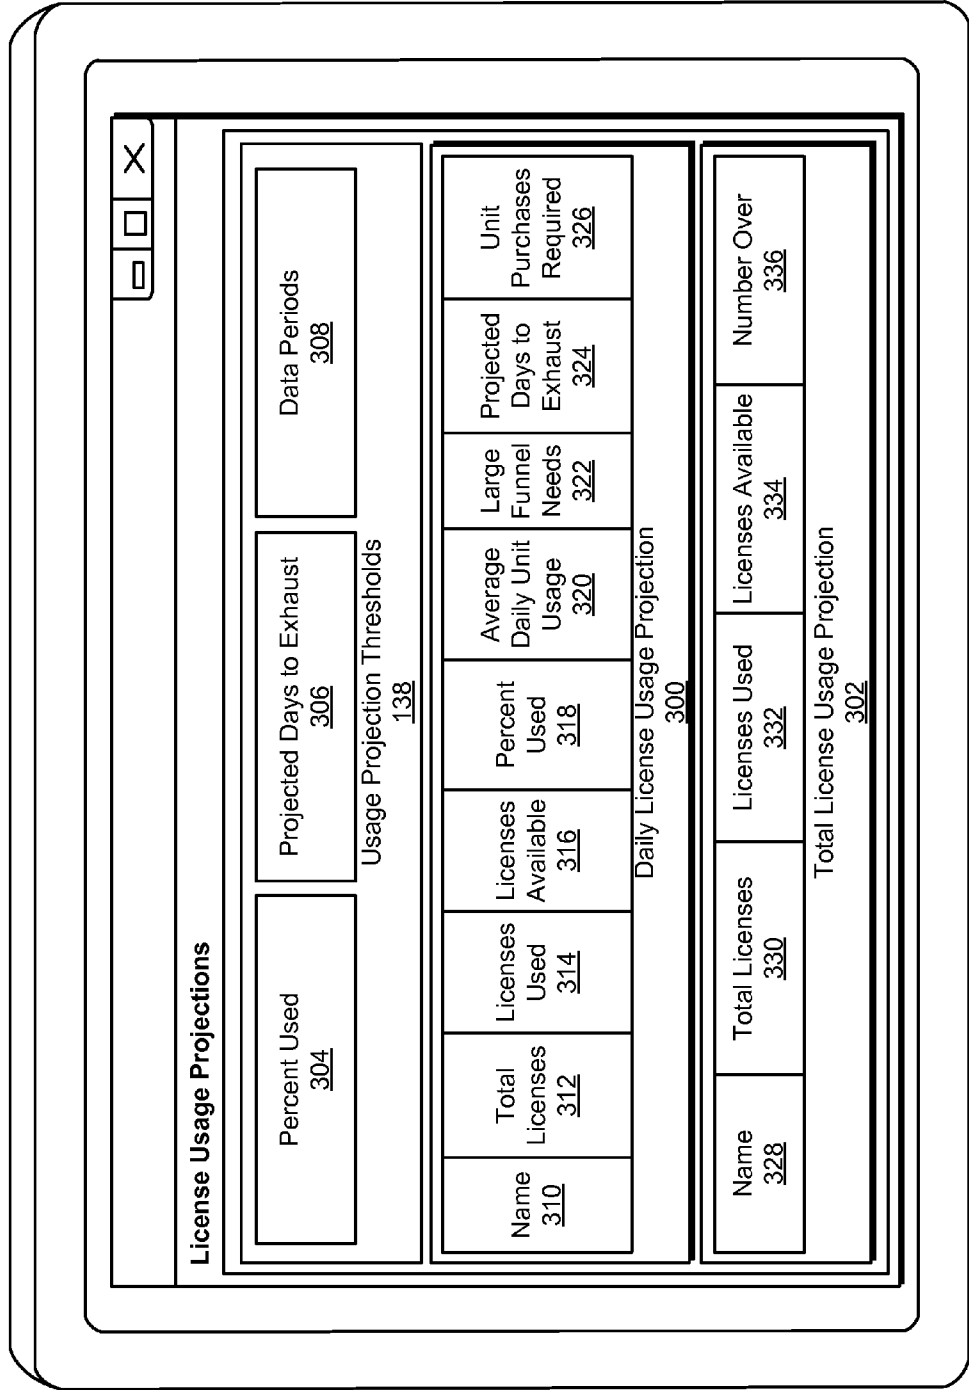 License Usage Projections
Percent Used
304
Projected Days to Exhaust
306
Data Periods
308
Usage Projection Thresholds
138
Name
310
Total
Licenses
312
Licenses
Used
314
Licenses
Available
316
Percent
Used
318
Average
Daily Unit
Usage
320
Large
Funnel
Needs
322
Projected
Days to
Exhaust
324
Unit
Purchases
Required
326
Daily License Usage Projection
300
Name
328
Total Licenses
330
Licenses Used
332
Licenses Available
334
Number Over
336
Total License Usage Projection
302